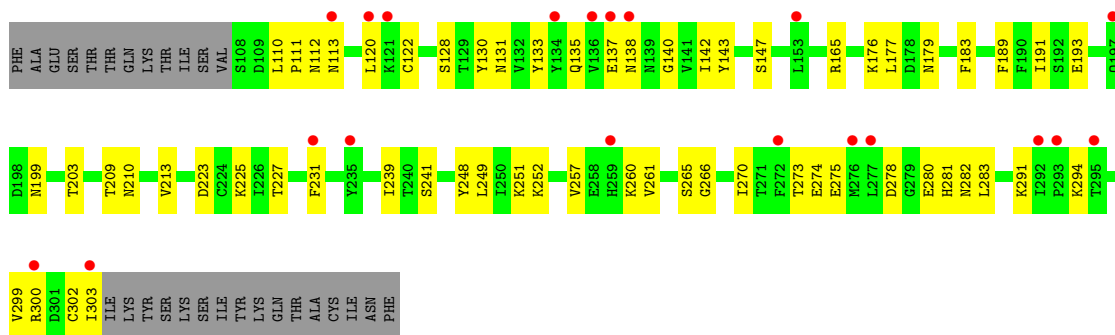 PHE ALA GLU SER THR THR GLN LYS THR ILE SER VAL S108 D109 L110 P111 N112 N113 L120 K121 C122 S128 T129 Y130 N131 V132 Y133 Y134 Q135 V136 E137 N138 N139 G140 V141 I142 Y143 S147 L153 R165 K176 L177 D178 N179 F183 F189 F190 I191 S192 E193 Q197
D198 N199 T203 T209 N210 V213 D223 C224 K225 I226 T227 F231 Y235 I239 T240 S241 Y248 L249 I250 K251 K252 V257 E258 H259 K260 V261 S265 G266 I270 T271 F272 T273 E274 E275 M276 L277 D278 G279 E280 H281 N282 L283 K291 I292 P293 K294 T295
V299 R300 D301 C302 I303 ILE LYS TYR SER LYS SER ILE TYR LYS GLN THR ALA CYS ILE ASN PHE